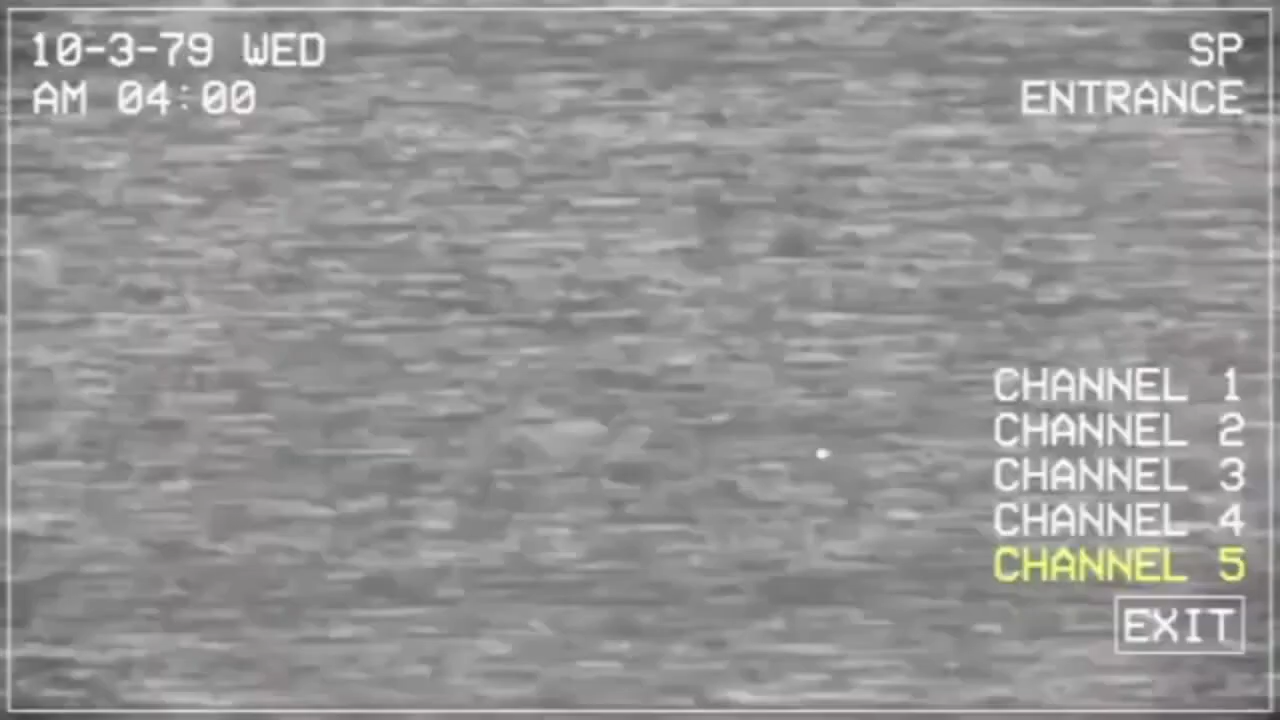 10-3-79 WED
AM 04:00
SP
ENTRANCE
CHANNEL 1
CHANNEL 2
CHANNEL 3
CHANNEL 4
CHANNEL 5
EXIT